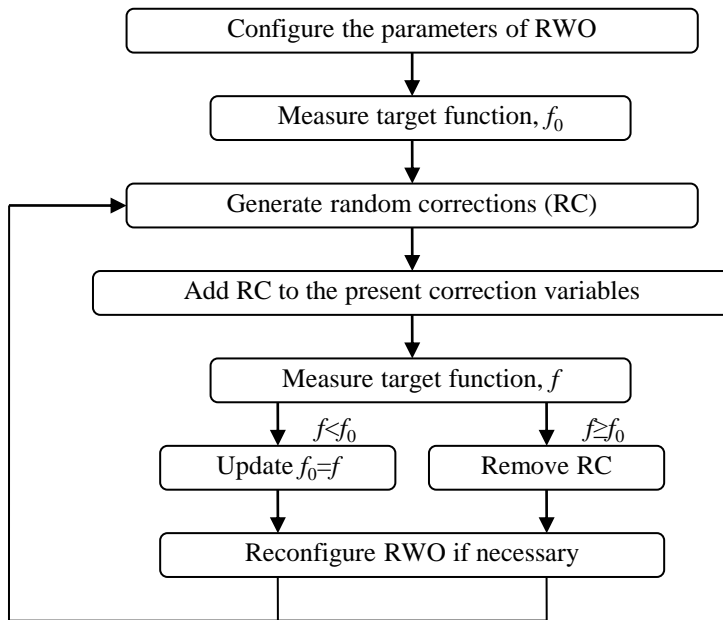 Configure the parameters of RWO
Measure target function, f₀
Generate random corrections (RC)
Add RC to the present correction variables
Measure target function, f
f<f₀
f≥f₀
Update f₀=f
Remove RC
Reconfigure RWO if necessary